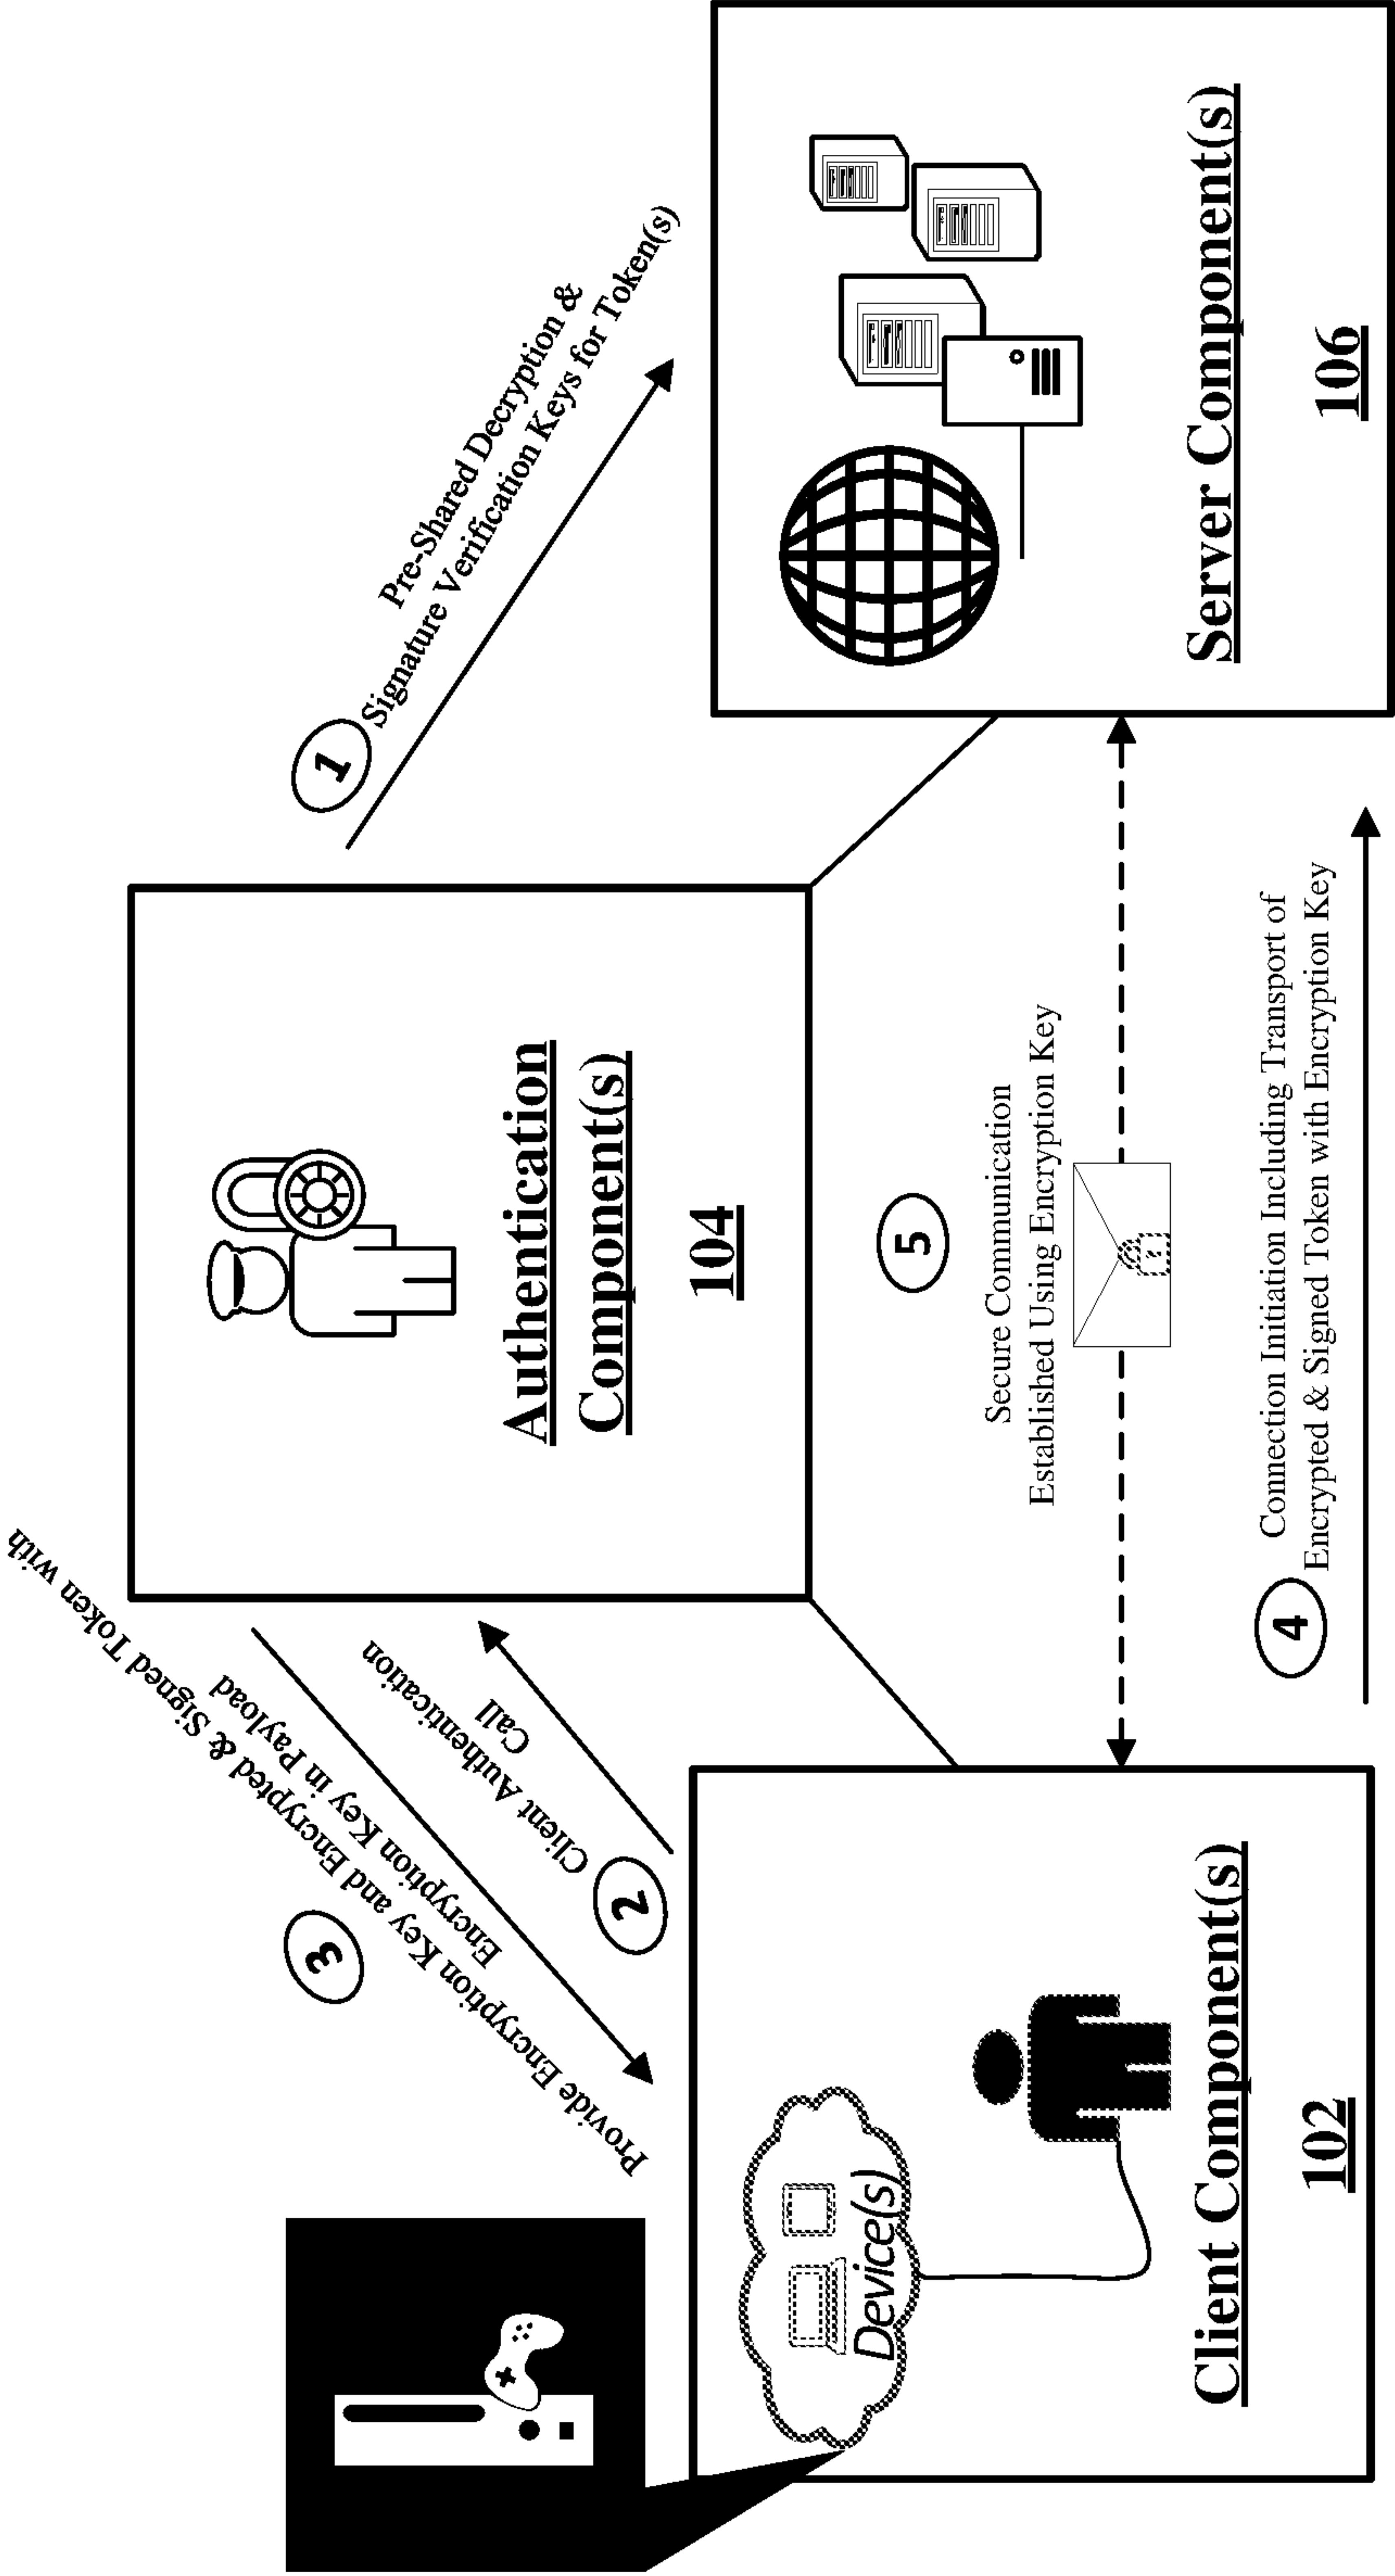 1
Pre-Shared Decryption &
Signature Verification Keys for Token(s)
Authentication
Component(s)
104
3
Provide Encryption Key and Encrypted & Signed Token with
Encryption Key in Payload
2
Client Authentication
Call
Device(s)
Client Component(s)
102
5
Secure Communication
Established Using Encryption Key
4
Connection Initiation Including Transport of
Encrypted & Signed Token with Encryption Key
Server Component(s)
106